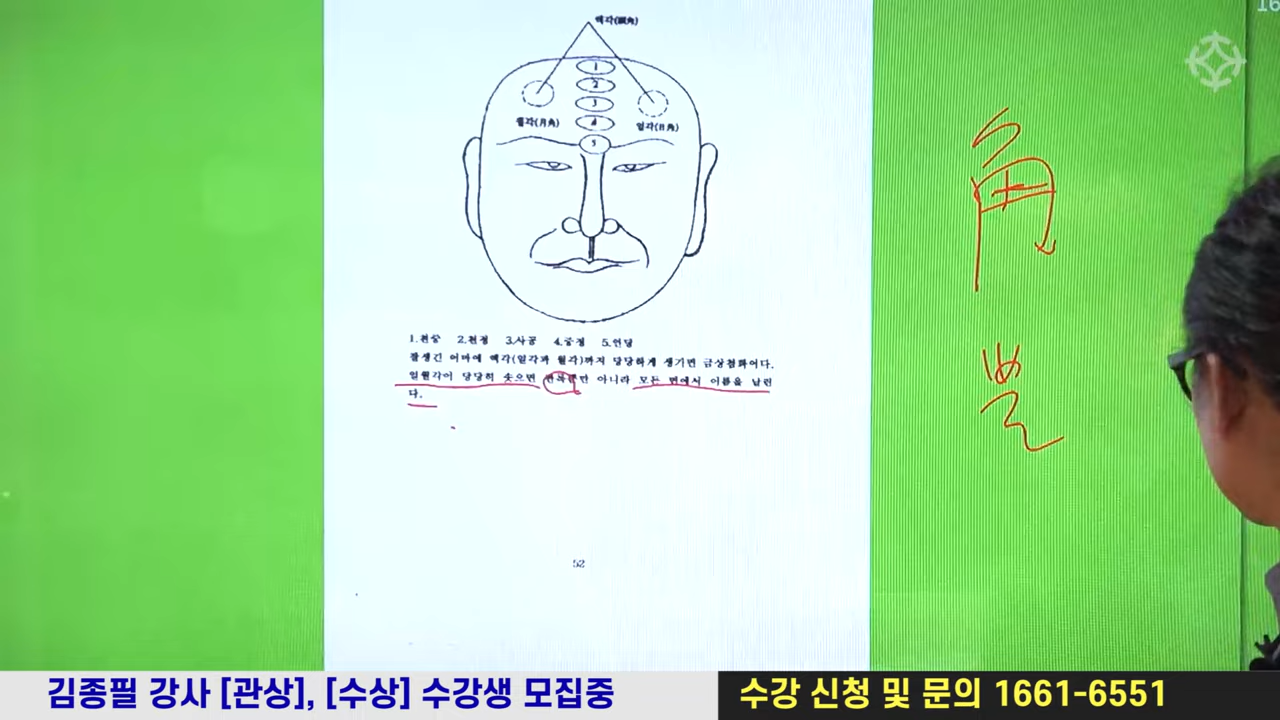 16
액각(額角)
1
2
3
4
월각(月角)
일각(日角)
5
角
뿔
1.천중 2.천정 3.사공 4.중정 5.인당
잘생긴 이마에 액각(일각과 월각)까지 당당하게 생기면 금상첨화이다.
일월각이 당당히 솟으면 아니라 모든 면에서 이름을 날린
다.
52
김종필 강사 [관상], [수상] 수강생 모집중
수강 신청 및 문의 1661-6551